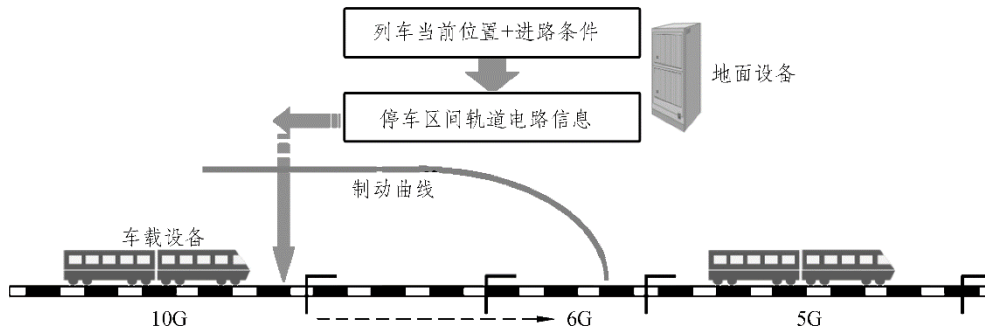 列车当前位置+进路条件
地面设备
停车区间轨道电路信息
制动曲线
车载设备
10G
6G
5G